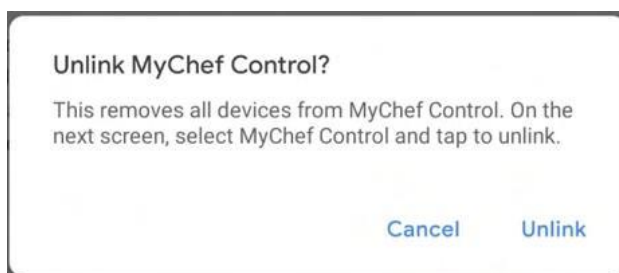 Unlink MyChef Control?
This removes all devices from MyChef Control. On the
next screen, select MyChef Control and tap to unlink.
Cancel Unlink